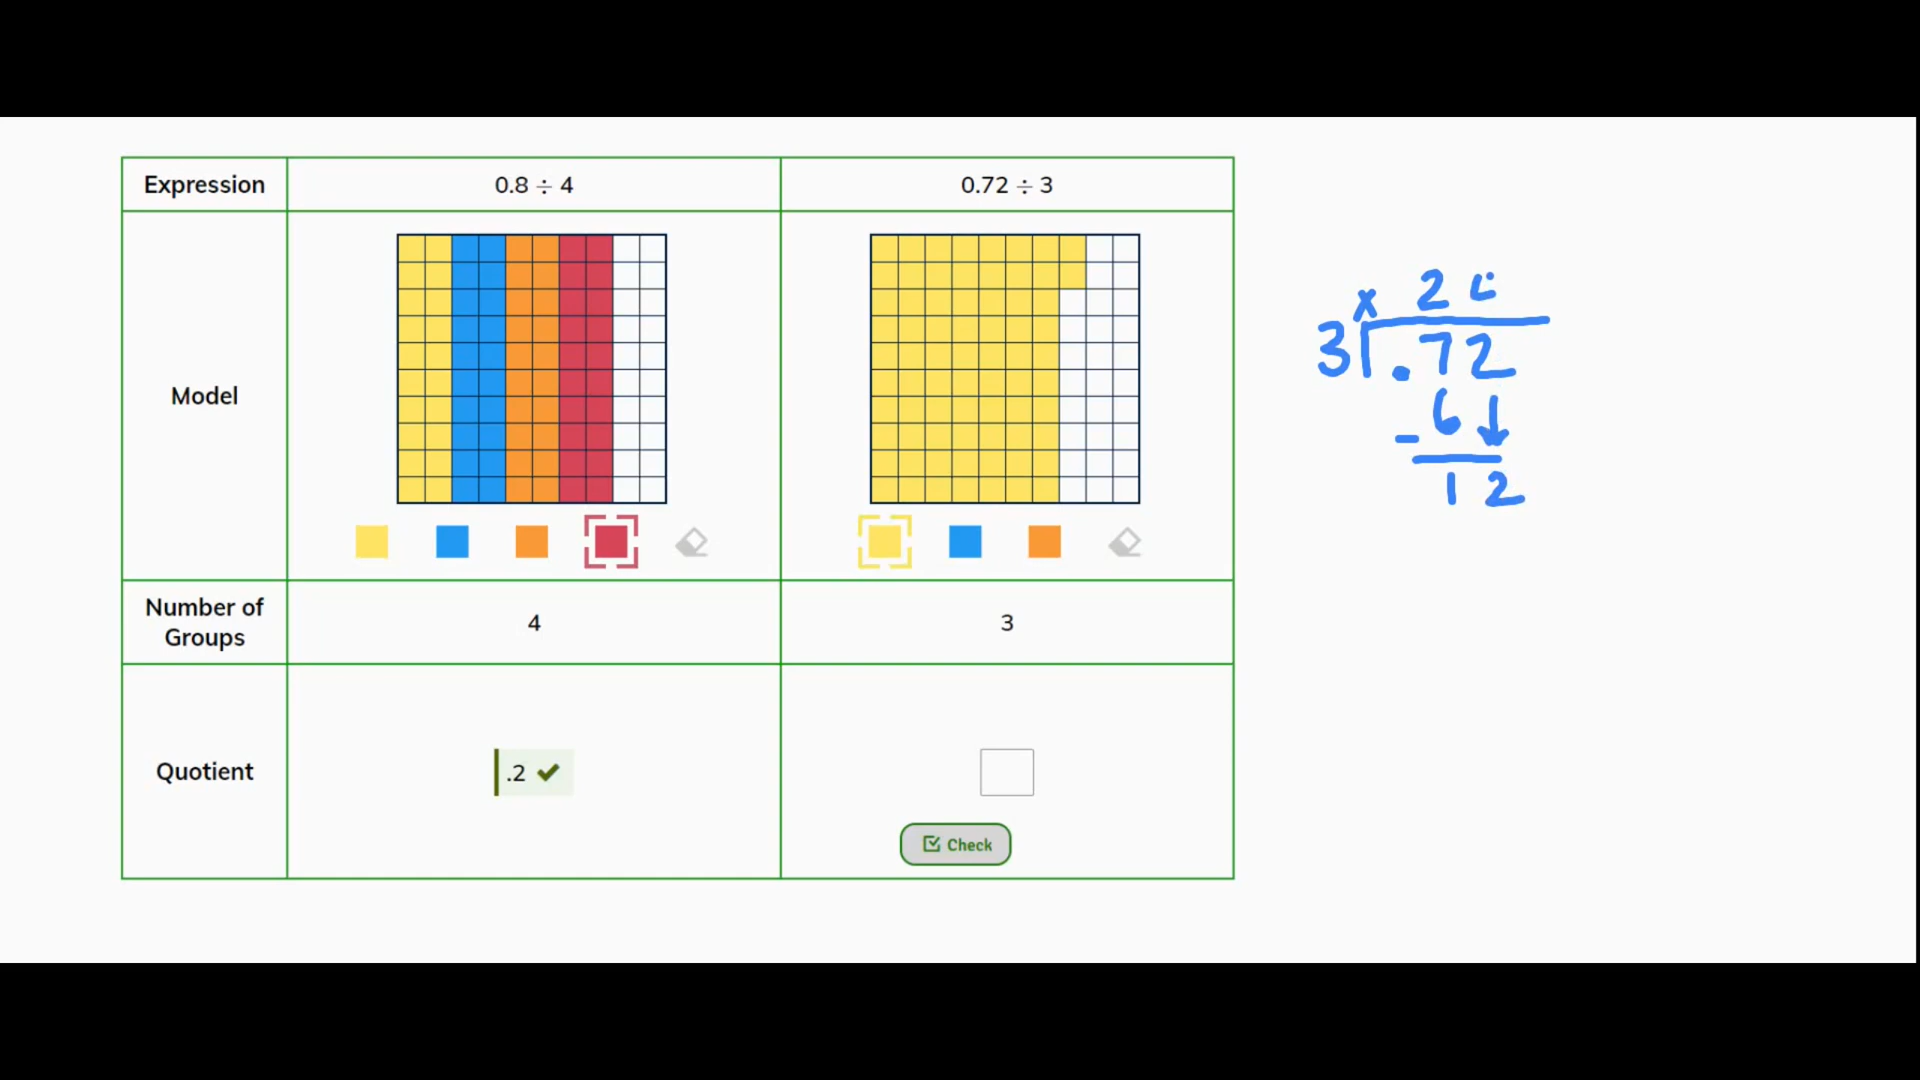 Expression 0.8 ÷ 4 0.72 ÷ 3
Model
Number of Groups 4 3
Quotient .2
Check
x 2
3 .72
- 6
12